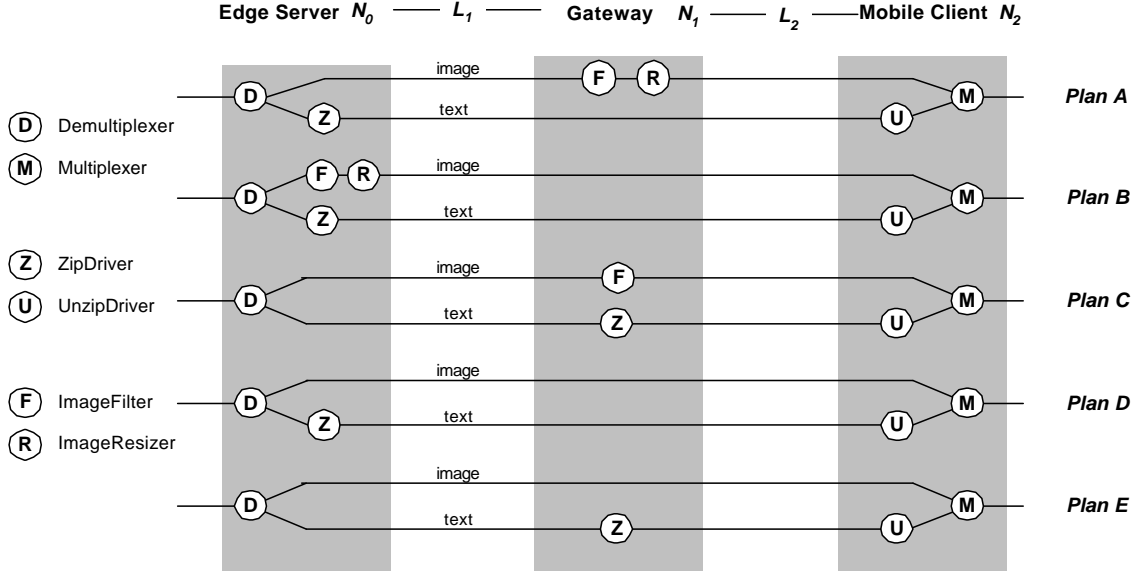 Edge Server N0 L1 Gateway N1 L2 Mobile Client N2
image
F R
D M Plan A
text
Z U
D Demultiplexer
M Multiplexer
image
F R
D M Plan B
text
Z U
Z ZipDriver
U UnzipDriver
image
F
D M Plan C
text
Z U
image
D M Plan D
text
Z U
F ImageFilter
R ImageResizer
image
D M Plan E
text
Z U